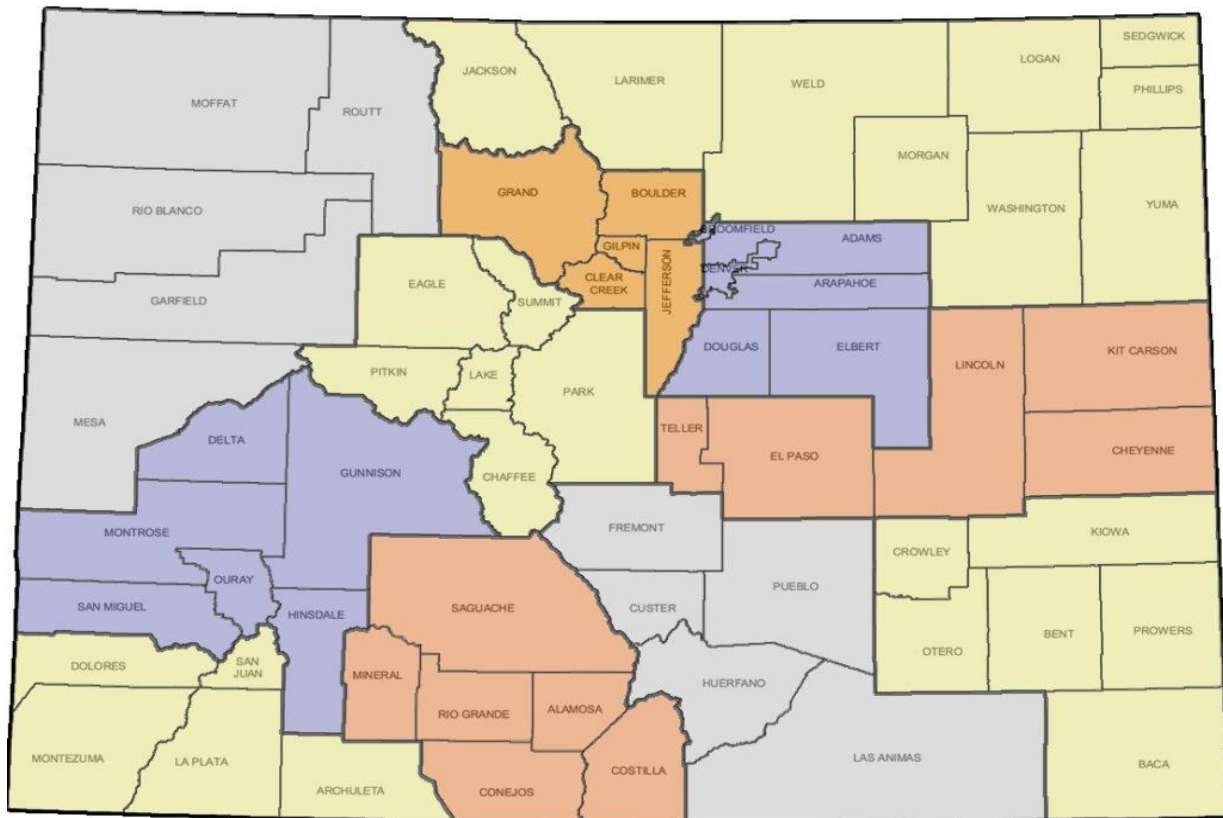 SEDGWICK
LOGAN
JACKSON
LARIMER
WELD
PHILLIPS
MOFFAT
ROUTT
MORGAN
GRAND
BOULDER
YUMA
WASHINGTON
RIO BLANCO
BROOMFIELD
ADAMS
GILPIN
DENVER
CLEAR
CREEK
JEFFERSON
ARAPAHOE
EAGLE
SUMMIT
GARFIELD
DOUGLAS
ELBERT
KIT CARSON
LINCOLN
PITKIN
LAKE
PARK
MESA
TELLER
DELTA
EL PASO
CHEYENNE
GUNNISON
CHAFFEE
FREMONT
MONTROSE
KIOWA
CROWLEY
OURAY
PUEBLO
SAN MIGUEL
HINSDALE
SAGUACHE
CUSTER
BENT
PROWERS
OTERO
DOLORES
SAN
JUAN
MINERAL
HUERFANO
RIO GRANDE
ALAMOSA
MONTEZUMA
LA PLATA
LAS ANIMAS
BACA
COSTILLA
ARCHULETA
CONEJOS